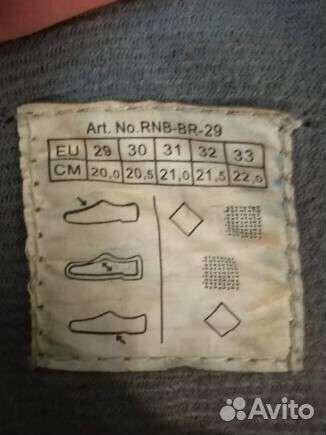 Art. No.RNB-BR-29
EU 29 30 31 32 33
CM 20,0 20,5 21,0 21,5 22,0
Avito